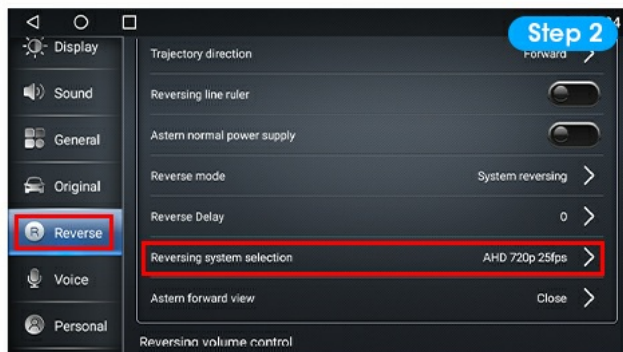 Step 2
4
Display
Sound
General
Original
R Reverse
Voice
Personal
Trajectory direction Forward
Reversing line ruler
Astern normal power supply
Reverse mode System reversing
Reverse Delay 0
Reversing system selection AHD 720p 25fps
Astern forward view Close
Reversing volume control